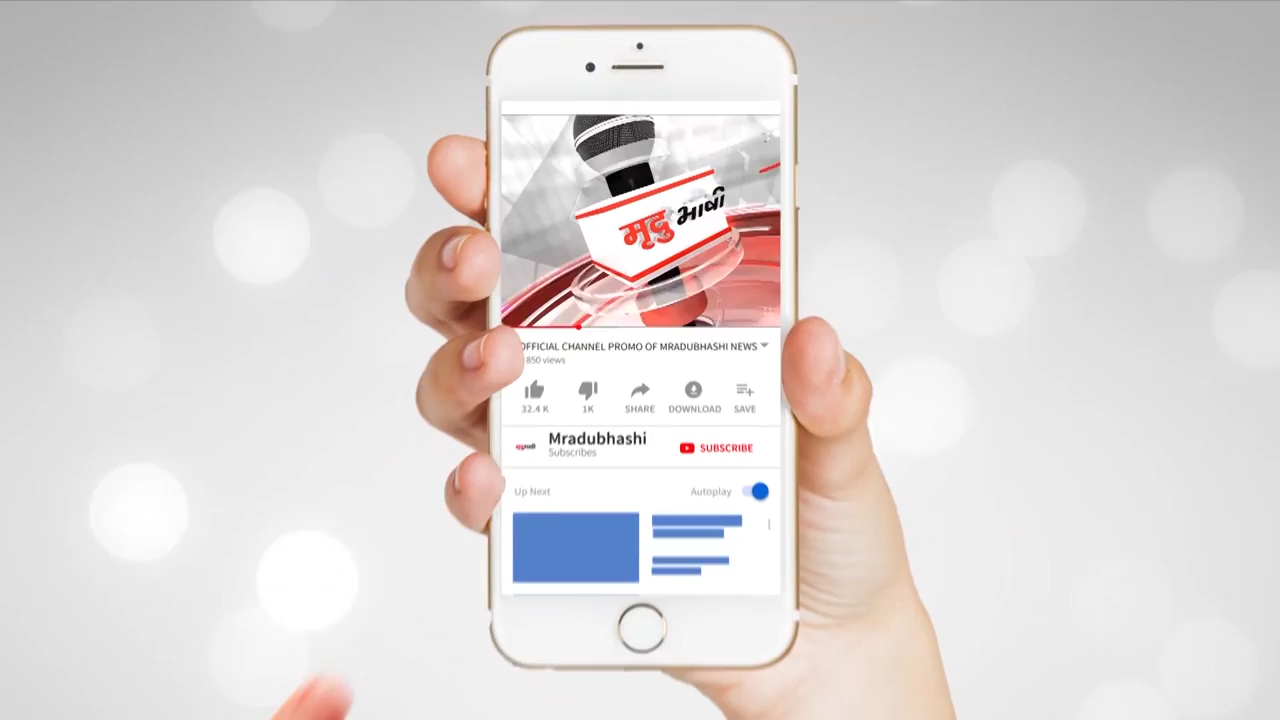 मृदु भाषी
OFFICIAL CHANNEL PROMO OF MRADUBHASHI NEWS
850 views
32.4 K 1K SHARE DOWNLOAD SAVE
Mradubhashi
Subscribes
SUBSCRIBE
Up Next Autoplay